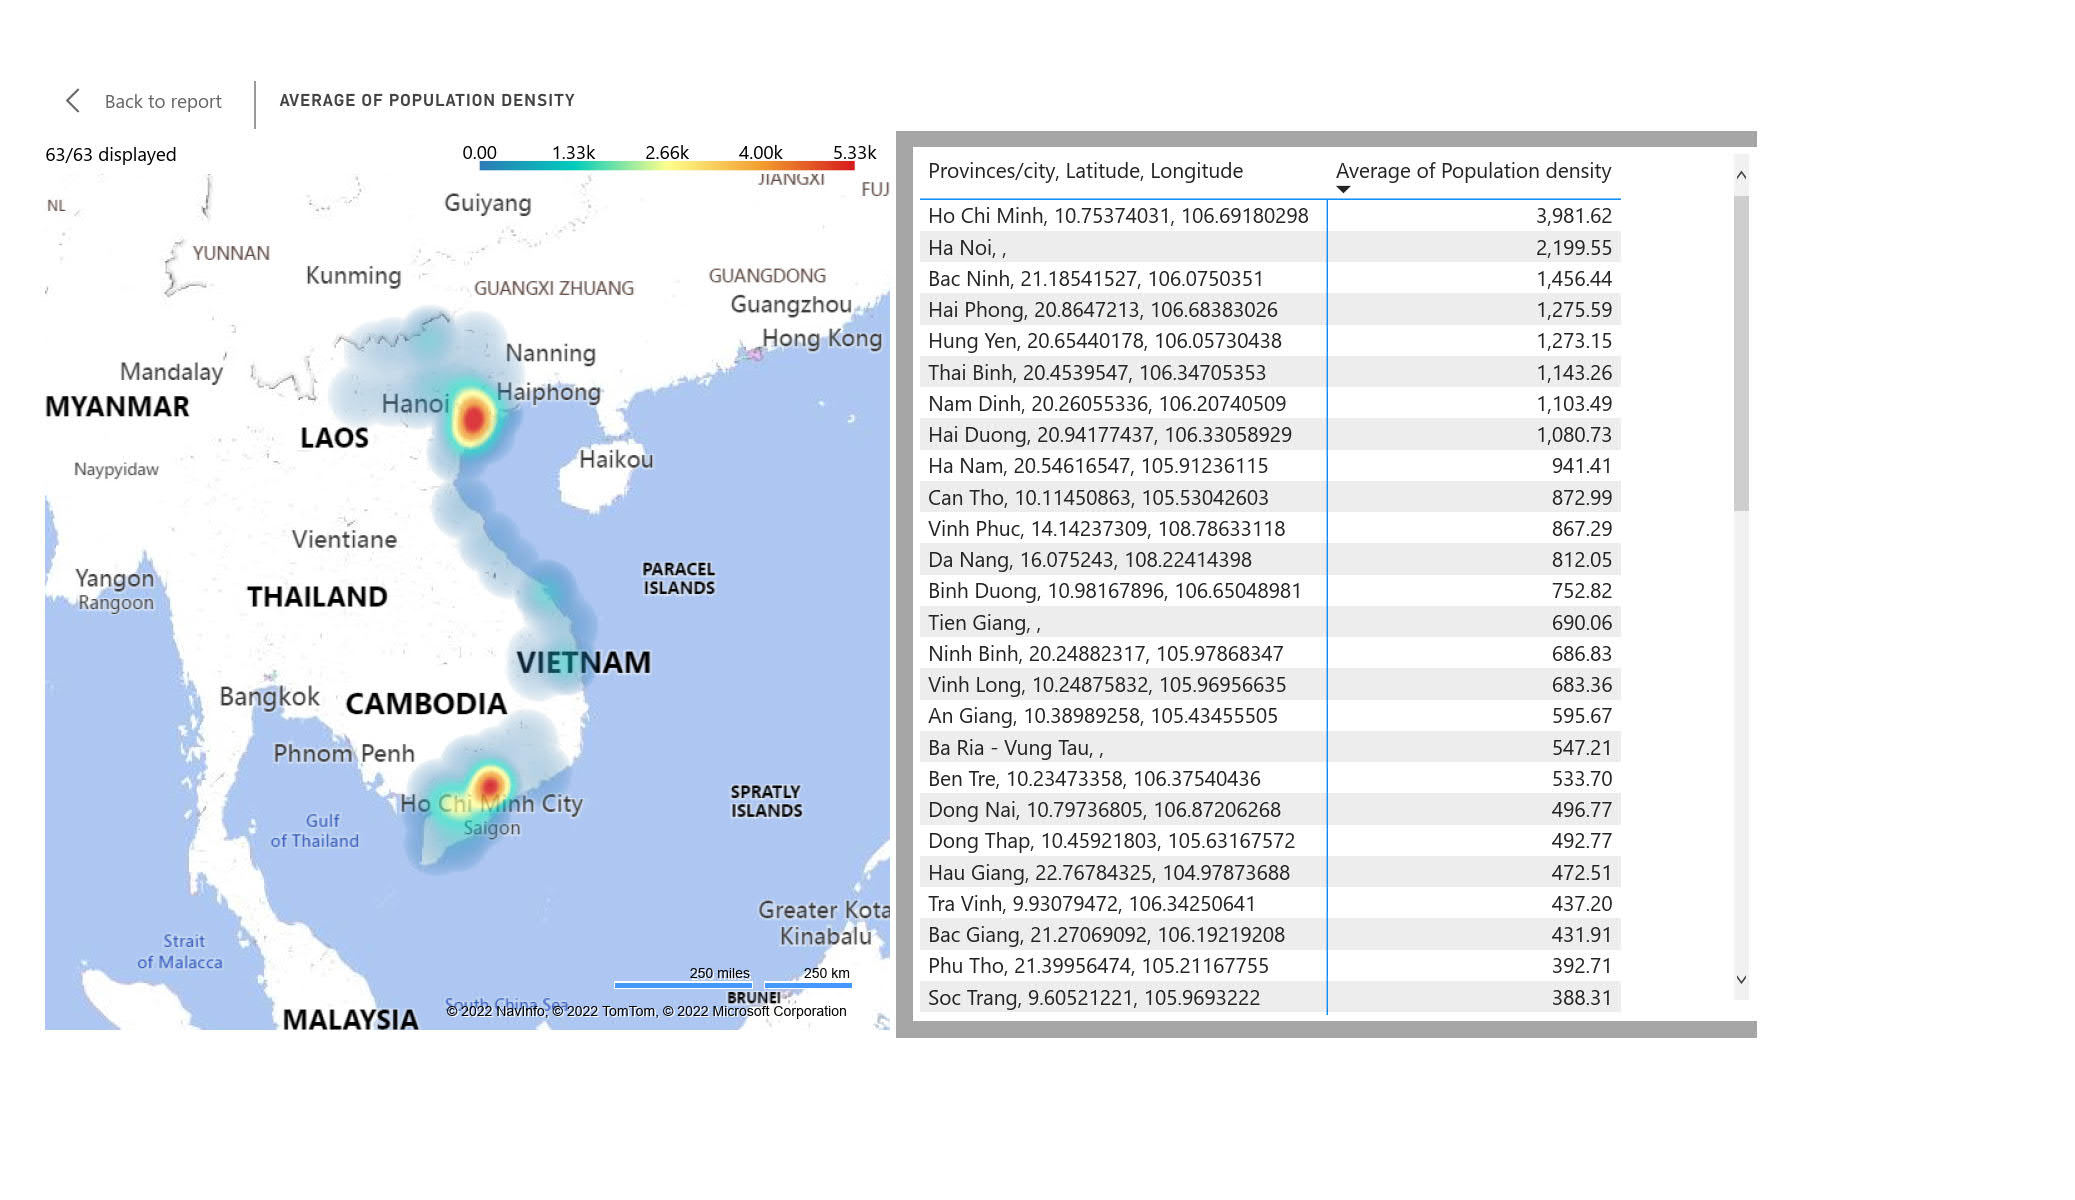 Back to report
AVERAGE OF POPULATION DENSITY
63/63 displayed
0.00 1.33k 2.66k 4.00k 5.33k
JIANGXI
FUJ
NL
Guiyang
YUNNAN
Kunming
GUANGXI ZHUANG
GUANGDONG
Guangzhou
Hong Kong
Nanning
Mandalay
Haiphong
Hanoi
MYANMAR
LAOS
Haikou
Naypyidaw
Vientiane
PARACEL
ISLANDS
Yangon
Rangoon
THAILAND
VIETNAM
Bangkok
CAMBODIA
Phnom Penh
SPRATLY
ISLANDS
Ho Chi Minh City
Saigon
Gulf
of Thailand
Greater Kota
Kinabalu
Strait
of Malacca
250 miles 250 km
BRUNEI
South China Sea
MALAYSIA
© 2022 NavInfo, © 2022 TomTom, © 2022 Microsoft Corporation
Provinces/city, Latitude, Longitude Average of Population density
Ho Chi Minh, 10.75374031, 106.69180298 3,981.62
Ha Noi, , 2,199.55
Bac Ninh, 21.18541527, 106.0750351 1,456.44
Hai Phong, 20.8647213, 106.68383026 1,275.59
Hung Yen, 20.65440178, 106.05730438 1,273.15
Thai Binh, 20.4539547, 106.34705353 1,143.26
Nam Dinh, 20.26055336, 106.20740509 1,103.49
Hai Duong, 20.94177437, 106.33058929 1,080.73
Ha Nam, 20.54616547, 105.91236115 941.41
Can Tho, 10.11450863, 105.53042603 872.99
Vinh Phuc, 14.14237309, 108.78633118 867.29
Da Nang, 16.075243, 108.22414398 812.05
Binh Duong, 10.98167896, 106.65048981 752.82
Tien Giang, , 690.06
Ninh Binh, 20.24882317, 105.97868347 686.83
Vinh Long, 10.24875832, 105.96956635 683.36
An Giang, 10.38989258, 105.43455505 595.67
Ba Ria - Vung Tau, , 547.21
Ben Tre, 10.23473358, 106.37540436 533.70
Dong Nai, 10.79736805, 106.87206268 496.77
Dong Thap, 10.45921803, 105.63167572 492.77
Hau Giang, 22.76784325, 104.97873688 472.51
Tra Vinh, 9.93079472, 106.34250641 437.20
Bac Giang, 21.27069092, 106.19219208 431.91
Phu Tho, 21.39956474, 105.21167755 392.71
Soc Trang, 9.60521221, 105.9693222 388.31